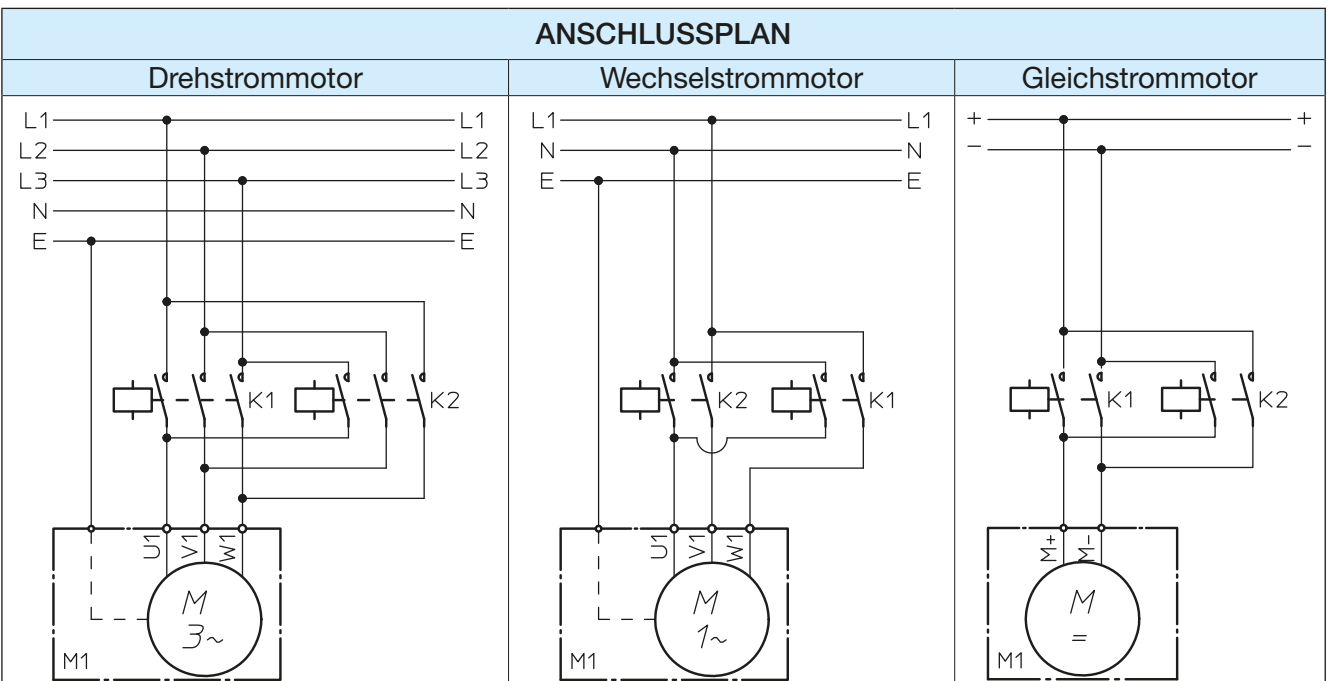 ANSCHLUSSPLAN
Drehstrommotor
L1 L1
L2 L2
L3 L3
N N
E E
K1 K2
U1 V1 W1
M
3~
M1
Wechselstrommotor
L1 L1
N N
E E
K2 K1
U1 V1 W1
M
1~
M1
Gleichstrommotor
+ +
− −
K1 K2
M+ M-
M
=
M1